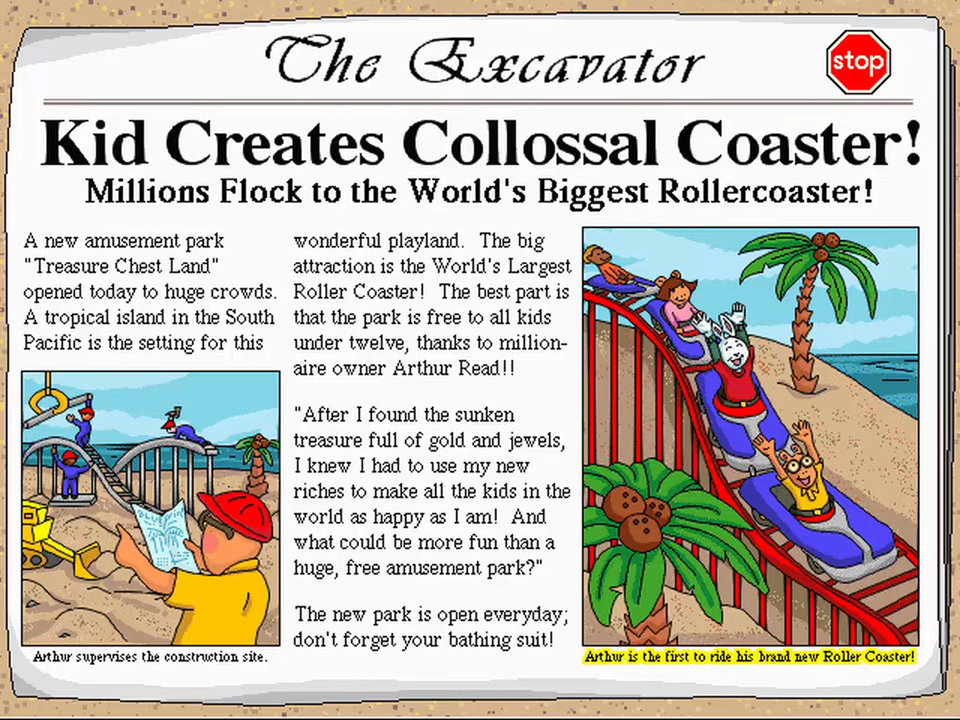 The Excavator
stop
Kid Creates Collossal Coaster!
Millions Flock to the World's Biggest Rollercoaster!
A new amusement park
"Treasure Chest Land"
opened today to huge crowds.
A tropical island in the South
Pacific is the setting for this
wonderful playland. The big
attraction is the World's Largest
Roller Coaster! The best part is
that the park is free to all kids
under twelve, thanks to million-
aire owner Arthur Read!!
"After I found the sunken
treasure full of gold and jewels,
I knew I had to use my new
riches to make all the kids in the
world as happy as I am! And
what could be more fun than a
huge, free amusement park?"
The new park is open everyday;
don't forget your bathing suit!
BLUE
Arthur supervises the construction site.
Arthur is the first to ride his brand new Roller Coaster!